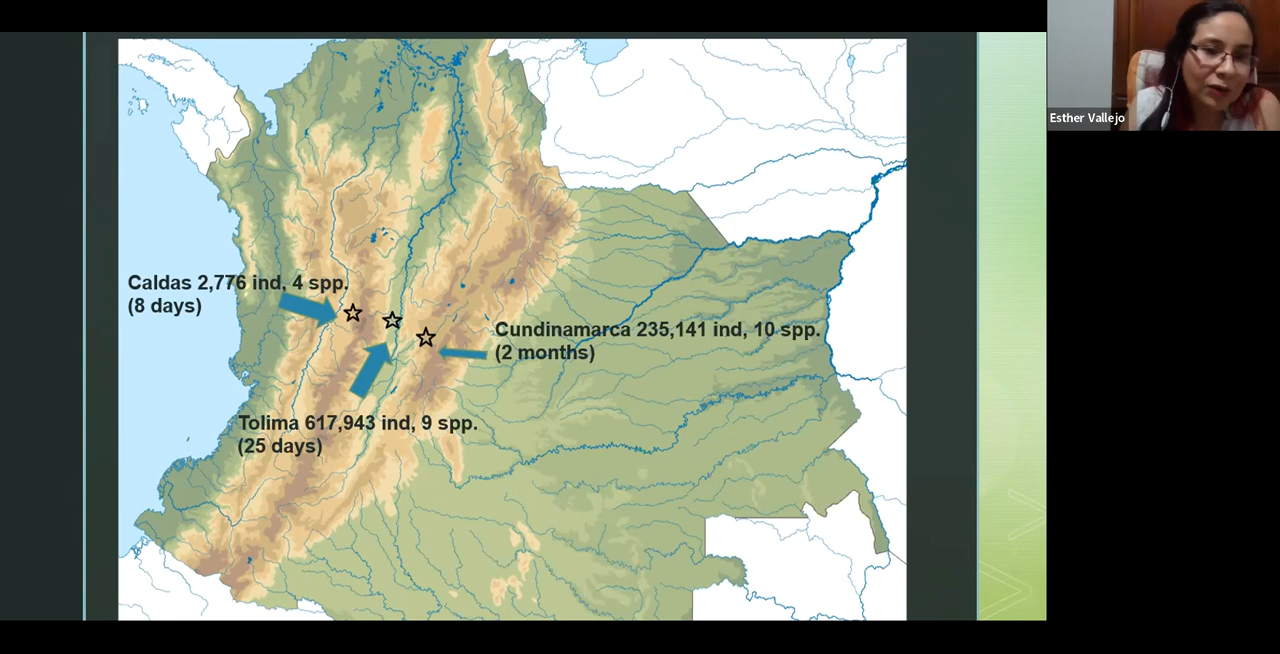 Esther Vallejo
Caldas 2,776 ind, 4 spp.
(8 days)
Cundinamarca 235,141 ind, 10 spp.
(2 months)
Tolima 617,943 ind, 9 spp.
(25 days)